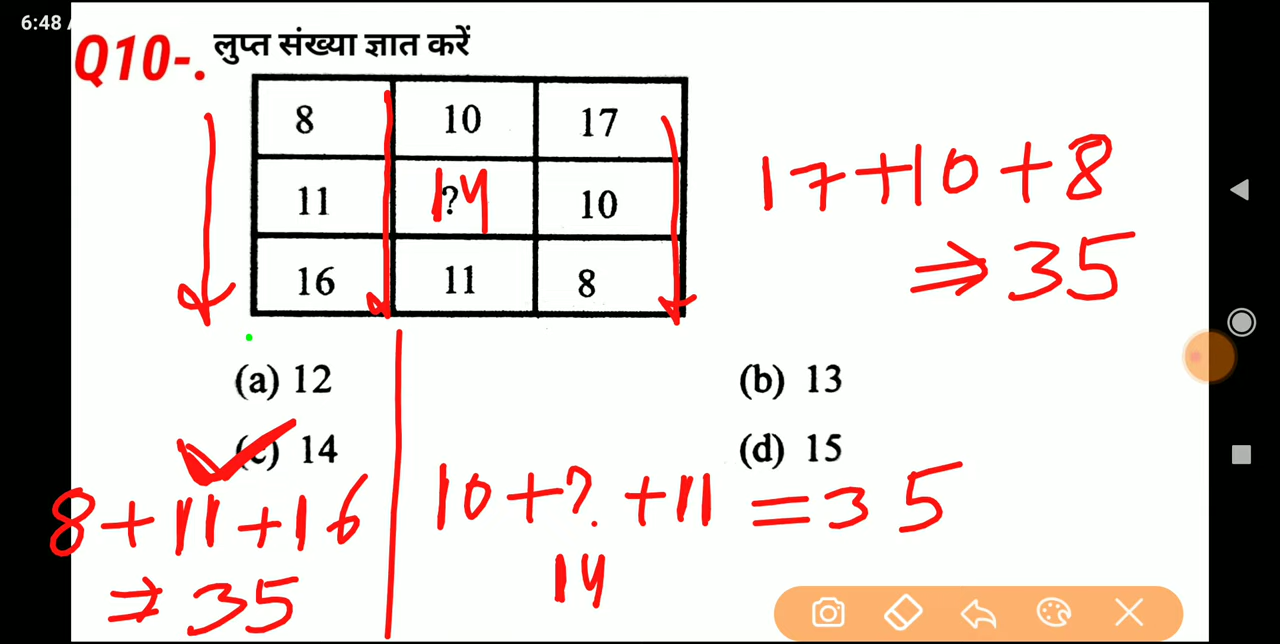 6:48
Q10-. लुप्त संख्या ज्ञात करें
8 10 17
11 ? 14 10
16 11 8
17+10+8
⇒ 35
(a) 12 (b) 13
(c) 14 (d) 15
8+11+16 10+?+11 = 35
⇒ 35 14